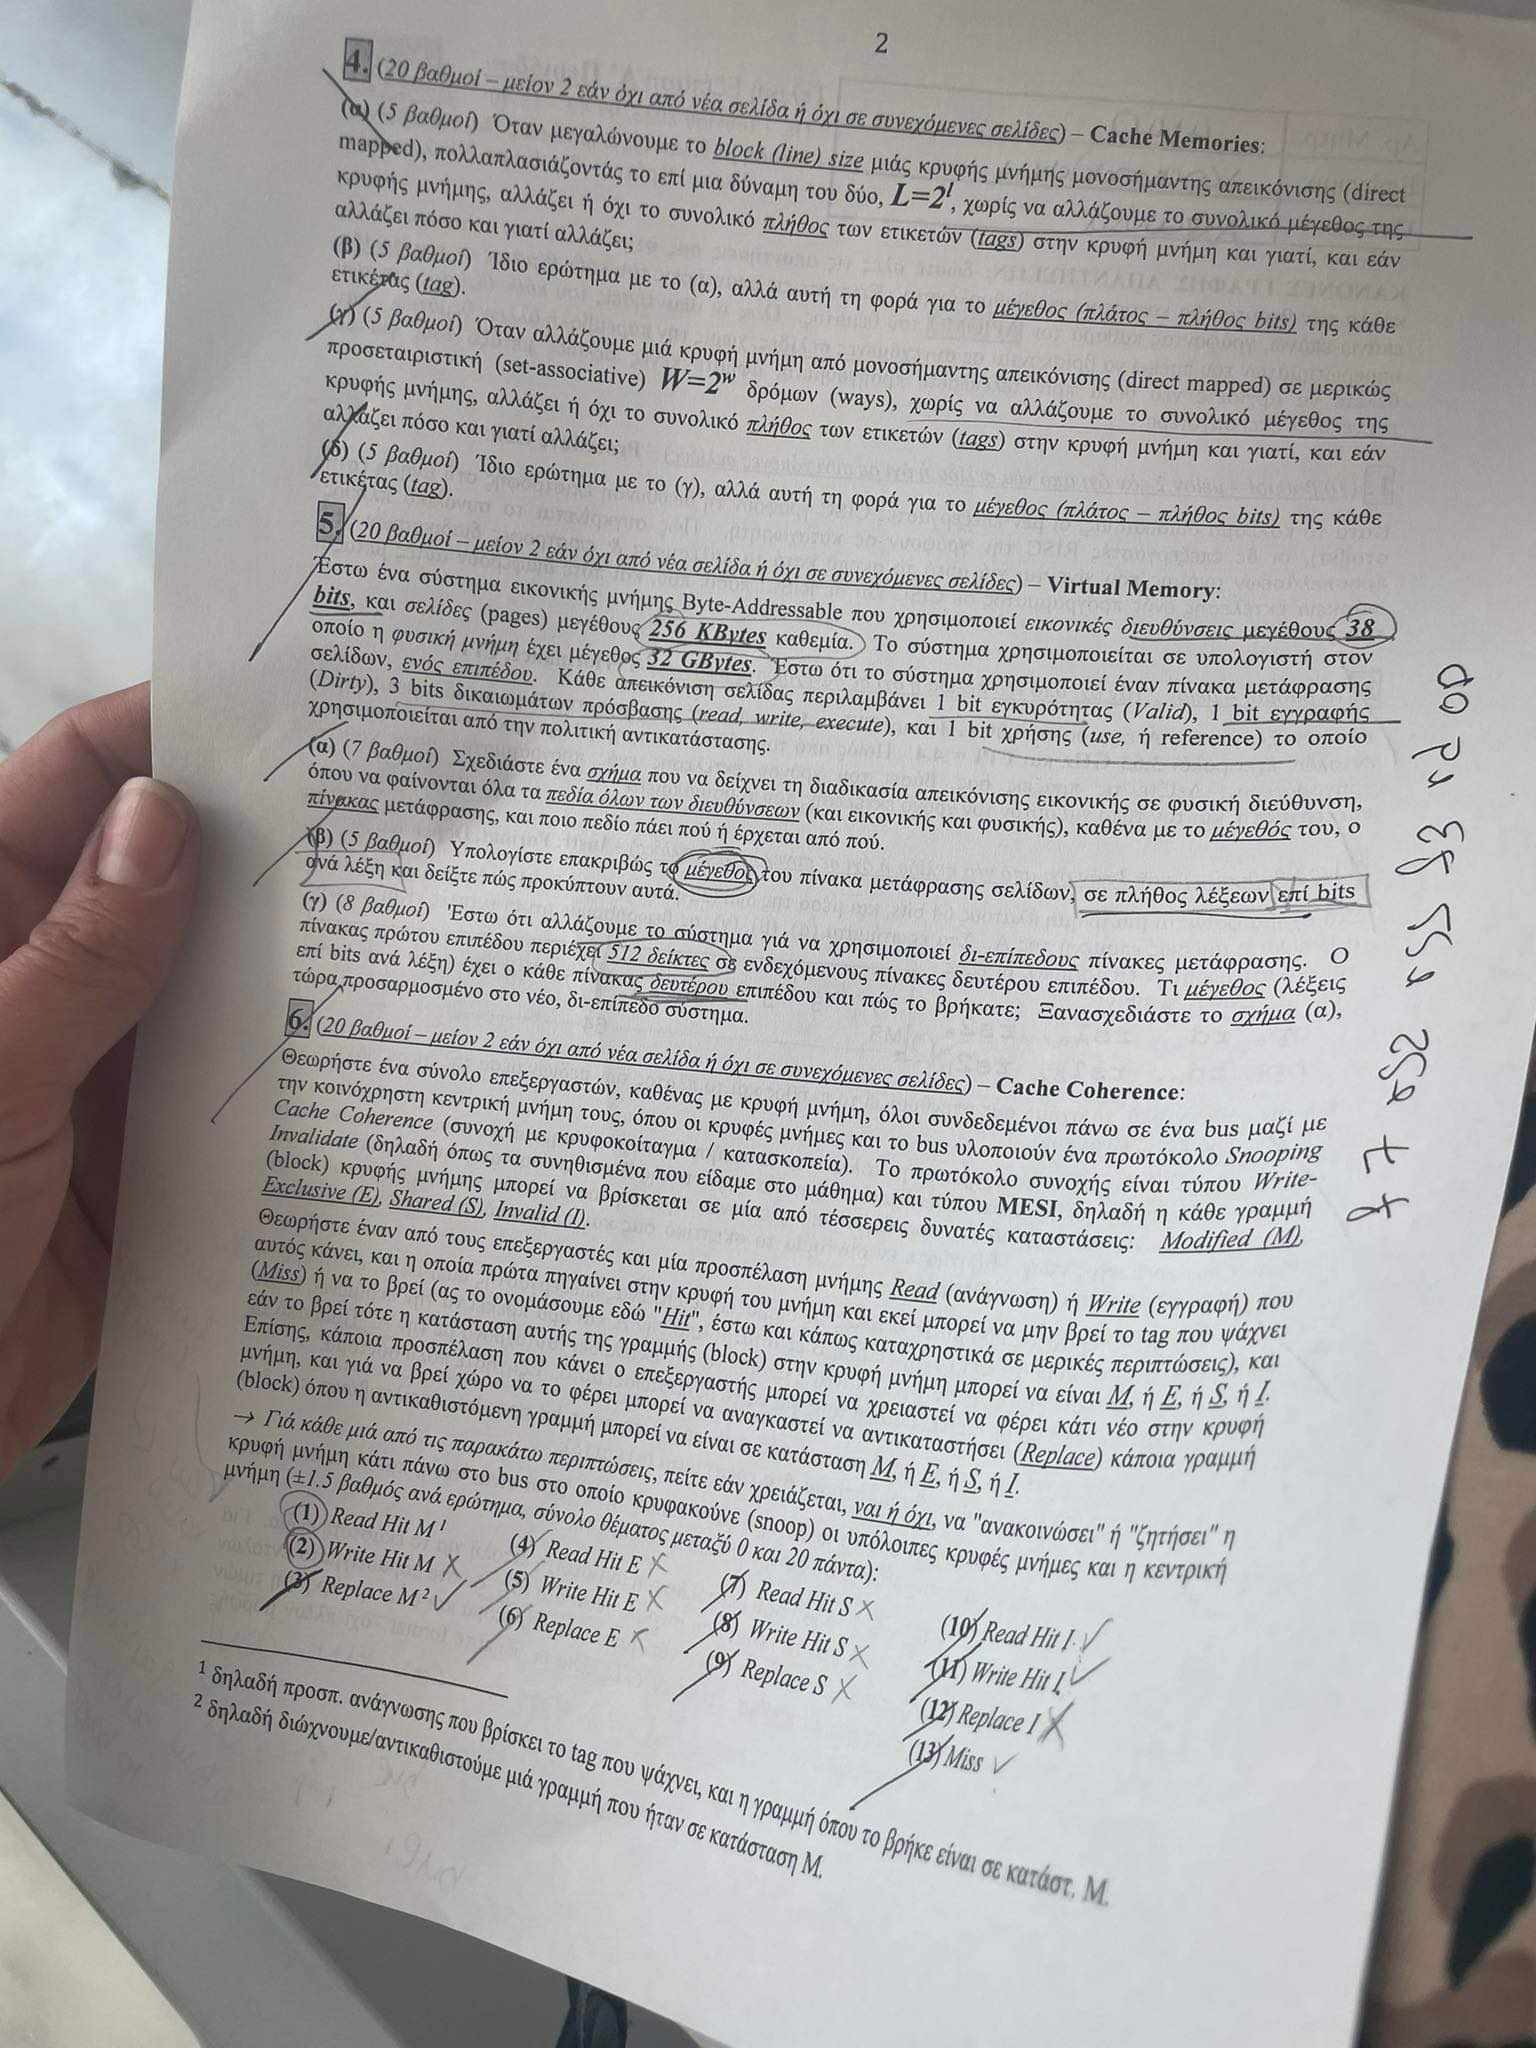 2
4. (20 βαθμοί – μείον 2 εάν όχι από νέα σελίδα ή όχι σε συνεχόμενες σελίδες) – Cache Memories:
(α) (5 βαθμοί) Όταν μεγαλώνουμε το block (line) size μιάς κρυφής μνήμής μονοσήμαντης απεικόνισης (direct
mapped), πολλαπλασιάζοντάς το επί μια δύναμη του δύο, L=2^l, χωρίς να αλλάζουμε το συνολικό μέγεθος της
κρυφής μνήμης, αλλάζει ή όχι το συνολικό πλήθος των ετικετών (tags) στην κρυφή μνήμη και γιατί, και εάν
αλλάζει πόσο και γιατί αλλάζει;
(β) (5 βαθμοί) Ίδιο ερώτημα με το (α), αλλά αυτή τη φορά για το μέγεθος (πλάτος – πλήθος bits) της κάθε
ετικέτας (tag).
(γ) (5 βαθμοί) Όταν αλλάζουμε μιά κρυφή μνήμη από μονοσήμαντης απεικόνισης (direct mapped) σε μερικώς
προσεταιριστική (set-associative) W=2^w δρόμων (ways), χωρίς να αλλάζουμε το συνολικό μέγεθος της
κρυφής μνήμης, αλλάζει ή όχι το συνολικό πλήθος των ετικετών (tags) στην κρυφή μνήμη και γιατί, και εάν
αλλάζει πόσο και γιατί αλλάζει;
(δ) (5 βαθμοί) Ίδιο ερώτημα με το (γ), αλλά αυτή τη φορά για το μέγεθος (πλάτος – πλήθος bits) της κάθε
ετικέτας (tag).
5. (20 βαθμοί – μείον 2 εάν όχι από νέα σελίδα ή όχι σε συνεχόμενες σελίδες) – Virtual Memory:
Έστω ένα σύστημα εικονικής μνήμης Byte-Addressable που χρησιμοποιεί εικονικές διευθύνσεις μεγέθους 38
bits, και σελίδες (pages) μεγέθους 256 KBytes καθεμία. Το σύστημα χρησιμοποιείται σε υπολογιστή στον
οποίο η φυσική μνήμη έχει μέγεθος 32 GBytes. Έστω ότι το σύστημα χρησιμοποιεί έναν πίνακα μετάφρασης
σελίδων, ενός επιπέδου. Κάθε απεικόνιση σελίδας περιλαμβάνει 1 bit εγκυρότητας (Valid), 1 bit εγγραφής
(Dirty), 3 bits δικαιωμάτων πρόσβασης (read, write, execute), και 1 bit χρήσης (use, ή reference) το οποίο
χρησιμοποιείται από την πολιτική αντικατάστασης.
(α) (7 βαθμοί) Σχεδιάστε ένα σχήμα που να δείχνει τη διαδικασία απεικόνισης εικονικής σε φυσική διεύθυνση,
όπου να φαίνονται όλα τα πεδία όλων των διευθύνσεων (και εικονικής και φυσικής), καθένα με το μέγεθός του, ο
πίνακας μετάφρασης, και ποιο πεδίο πάει πού ή έρχεται από πού.
(β) (5 βαθμοί) Υπολογίστε επακριβώς το μέγεθος του πίνακα μετάφρασης σελίδων, σε πλήθος λέξεων επί bits
ανά λέξη και δείξτε πώς προκύπτουν αυτά.
(γ) (8 βαθμοί) Έστω ότι αλλάζουμε το σύστημα γιά να χρησιμοποιεί δι-επίπεδους πίνακες μετάφρασης. Ο
πίνακας πρώτου επιπέδου περιέχει 512 δείκτες σε ενδεχόμενους πίνακες δευτέρου επιπέδου. Τι μέγεθος (λέξεις
επί bits ανά λέξη) έχει ο κάθε πίνακας δευτέρου επιπέδου και πώς το βρήκατε; Ξανασχεδιάστε το σχήμα (α),
τώρα προσαρμοσμένο στο νέο, δι-επίπεδο σύστημα.
6. (20 βαθμοί – μείον 2 εάν όχι από νέα σελίδα ή όχι σε συνεχόμενες σελίδες) – Cache Coherence:
Θεωρήστε ένα σύνολο επεξεργαστών, καθένας με κρυφή μνήμη, όλοι συνδεδεμένοι πάνω σε ένα bus μαζί με
την κοινόχρηστη κεντρική μνήμη τους, όπου οι κρυφές μνήμες και το bus υλοποιούν ένα πρωτόκολο Snooping
Cache Coherence (συνοχή με κρυφοκοίταγμα / κατασκοπεία). Το πρωτόκολο συνοχής είναι τύπου Write-
Invalidate (δηλαδή όπως τα συνηθισμένα που είδαμε στο μάθημα) και τύπου MESI, δηλαδή η κάθε γραμμή
(block) κρυφής μνήμης μπορεί να βρίσκεται σε μία από τέσσερεις δυνατές καταστάσεις: Modified (M),
Exclusive (E), Shared (S), Invalid (I).
Θεωρήστε έναν από τους επεξεργαστές και μία προσπέλαση μνήμης Read (ανάγνωση) ή Write (εγγραφή) που
αυτός κάνει, και η οποία πρώτα πηγαίνει στην κρυφή του μνήμη και εκεί μπορεί να μην βρεί το tag που ψάχνει
(Miss) ή να το βρεί (ας το ονομάσουμε εδώ "Hit", έστω και κάπως καταχρηστικά σε μερικές περιπτώσεις), και
εάν το βρεί τότε η κατάσταση αυτής της γραμμής (block) στην κρυφή μνήμη μπορεί να είναι M, ή E, ή S, ή I.
Επίσης, κάποια προσπέλαση που κάνει ο επεξεργαστής μπορεί να χρειαστεί να φέρει κάτι νέο στην κρυφή
μνήμη, και γιά να βρεί χώρο να το φέρει μπορεί να αναγκαστεί να αντικαταστήσει (Replace) κάποια γραμμή
(block) όπου η αντικαθιστόμενη γραμμή μπορεί να είναι σε κατάσταση M, ή E, ή S, ή I.
→ Γιά κάθε μιά από τις παρακάτω περιπτώσεις, πείτε εάν χρειάζεται, ναι ή όχι, να "ανακοινώσει" ή "ζητήσει" η
κρυφή μνήμη κάτι πάνω στο bus στο οποίο κρυφακούνε (snoop) οι υπόλοιπες κρυφές μνήμες και η κεντρική
μνήμη (±1.5 βαθμός ανά ερώτημα, σύνολο θέματος μεταξύ 0 και 20 πάντα):
(1) Read Hit M¹
(2) Write Hit M
(3) Replace M²
(4) Read Hit E
(5) Write Hit E
(6) Replace E
(7) Read Hit S
(8) Write Hit S
(9) Replace S
(10) Read Hit I
(11) Write Hit I
(12) Replace I
(13) Miss
1 δηλαδή προσπ. ανάγνωσης που βρίσκει το tag που ψάχνει, και η γραμμή όπου το βρήκε είναι σε κατάστ. M.
2 δηλαδή διώχνουμε/αντικαθιστούμε μιά γραμμή που ήταν σε κατάσταση M.